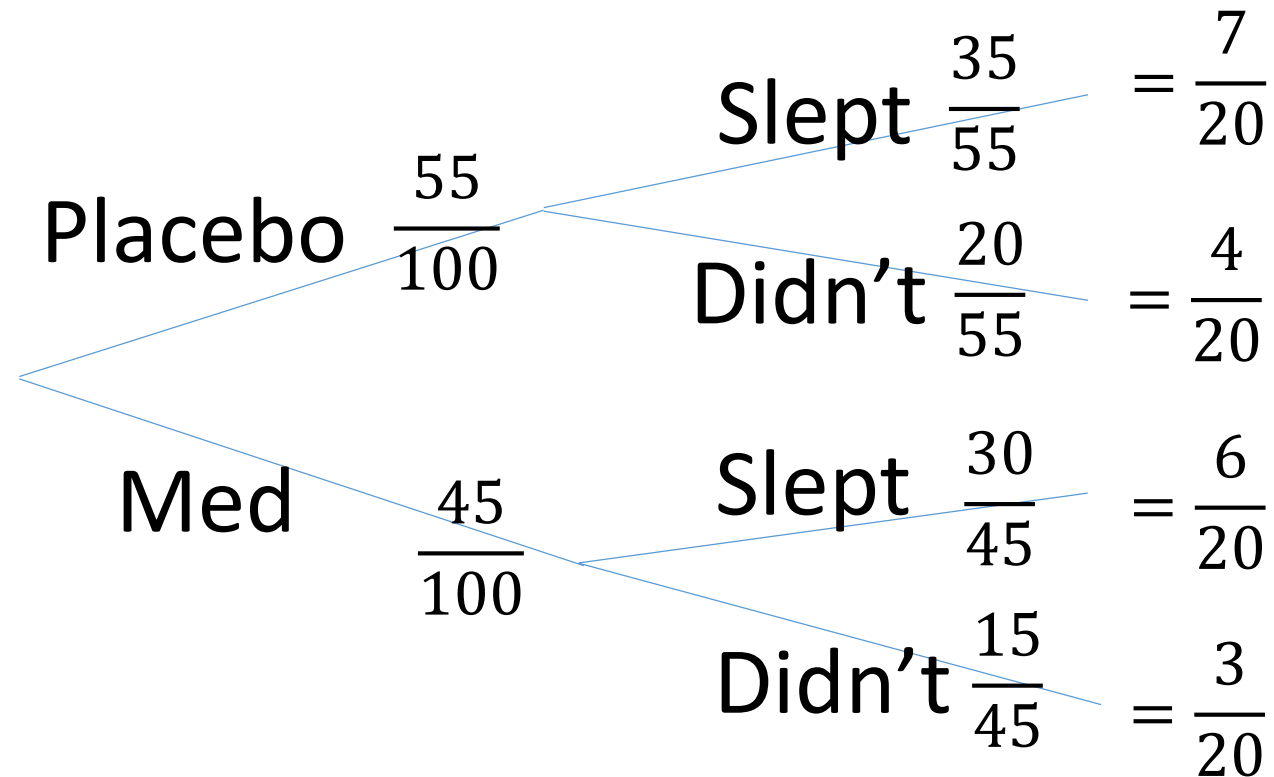 Placebo 55/100
Slept 35/55 = 7/20
Didn’t 20/55 = 4/20
Med 45/100
Slept 30/45 = 6/20
Didn’t 15/45 = 3/20